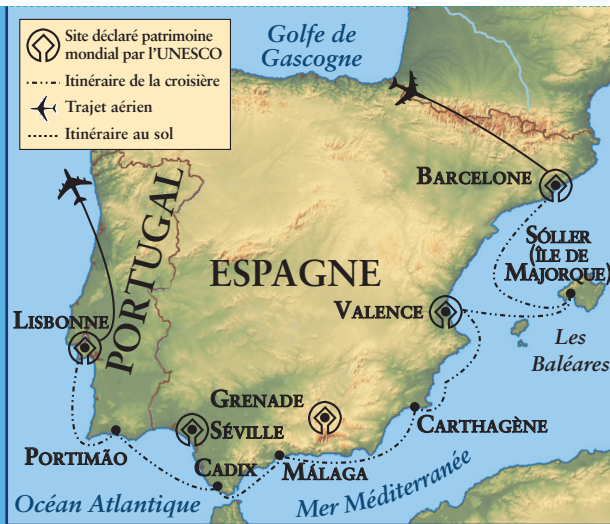 Site déclaré patrimoine
mondial par l'UNESCO
Itinéraire de la croisière
Trajet aérien
Itinéraire au sol
Golfe de
Gascogne
BARCELONE
SÓLLER
(ÎLE DE
MAJORQUE)
PORTUGAL
ESPAGNE
VALENCE
LISBONNE
Les
Baléares
GRENADE
SÉVILLE
CARTHAGÈNE
PORTIMÃO
CADIX
MÁLAGA
Océan Atlantique
Mer Méditerranée